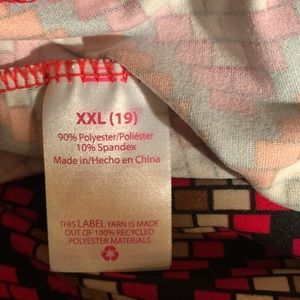 XXL (19)
90% Polyester/Poliéster
10% Spandex
Made in/Hecho en China
THIS LABEL YARN IS MADE
OUT OF 100% RECYCLED
POLYESTER MATERIALS